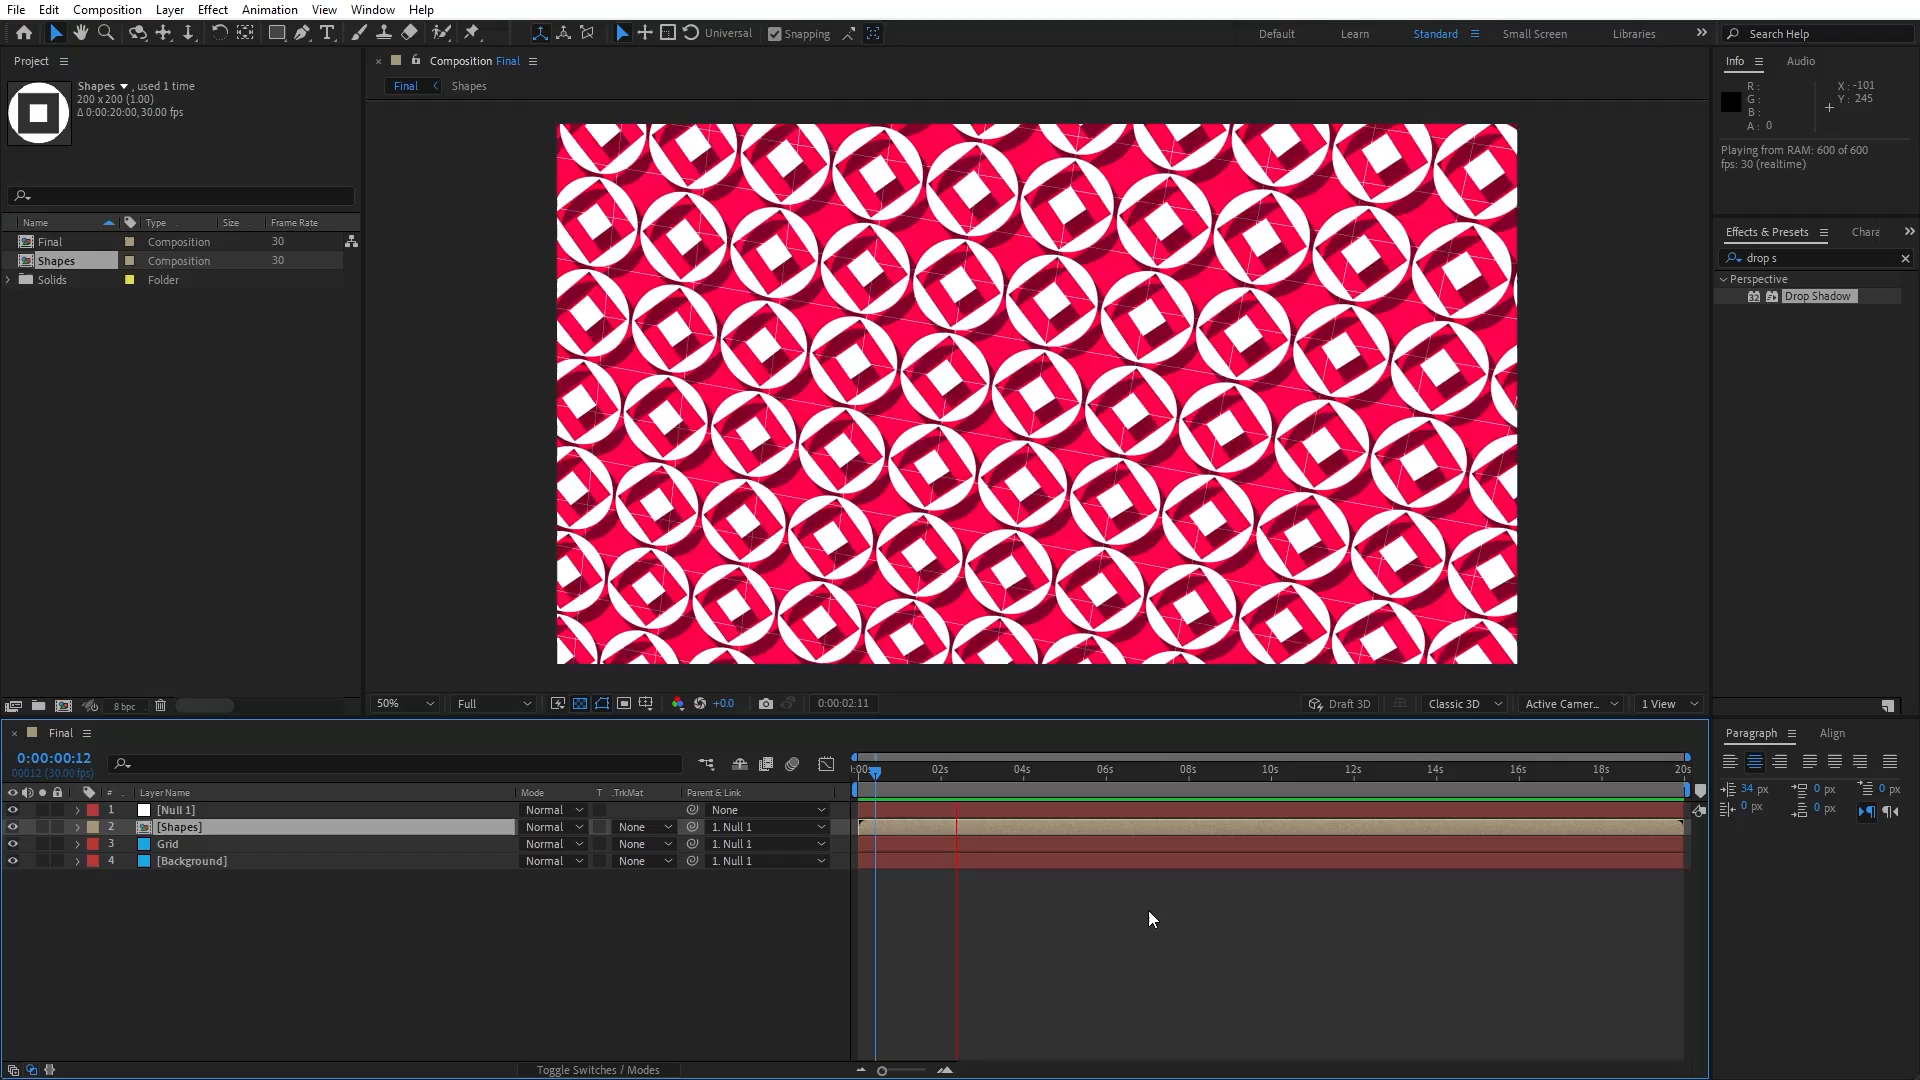 File Edit Composition Layer Effect Animation View Window Help
Universal Snapping Default Learn Standard Small Screen Libraries Search Help
Project
Shapes , used 1 time
200 x 200 (1.00)
Δ 0:00:20:00, 30.00 fps
Name Type Size Frame Rate
Final Composition 30
Shapes Composition 30
Solids Folder
8 bpc
Composition Final
Final Shapes
50% Full +0.0 0:00:02:11 Draft 3D Classic 3D Active Camer... 1 View
Info Audio
R : X : -101
G : Y : 245
B :
A : 0
Playing from RAM: 600 of 600
fps: 30 (realtime)
Effects & Presets Chara
drop s
Perspective
32 Drop Shadow
Final
0:00:00:12
00012 (30.00 fps)
:00s 02s 04s 06s 08s 10s 12s 14s 16s 18s 20s
# Layer Name Mode T .TrkMat Parent & Link
1 [Null 1] Normal None
2 [Shapes] Normal None 1. Null 1
3 Grid Normal None 1. Null 1
4 [Background] Normal None 1. Null 1
Toggle Switches / Modes
Paragraph Align
34 px 0 px 0 px
0 px 0 px